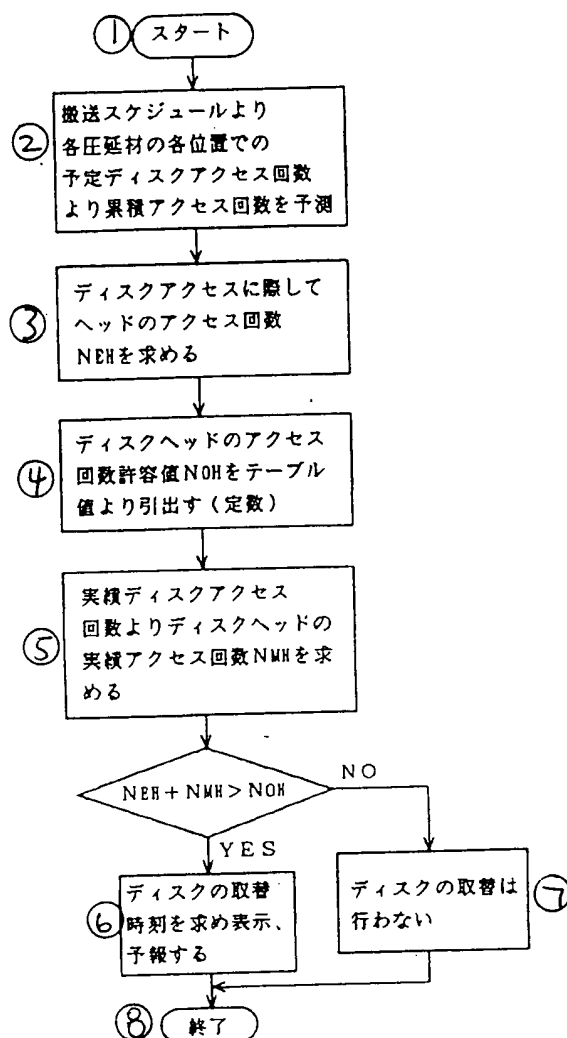 ① スタート
② 搬送スケジュールより
各圧延材の各位置での
予定ディスクアクセス回数
より累積アクセス回数を予測
③ ディスクアクセスに際して
ヘッドのアクセス回数
NEHを求める
④ ディスクヘッドのアクセス
回数許容値NOHをテーブル
値より引出す(定数)
⑤ 実績ディスクアクセス
回数よりディスクヘッドの
実績アクセス回数NMHを求
める
NEH+NMH>NOH
NO
YES
⑥ ディスクの取替
時刻を求め表示、
予報する
ディスクの取替は ⑦
行わない
⑧ 終了